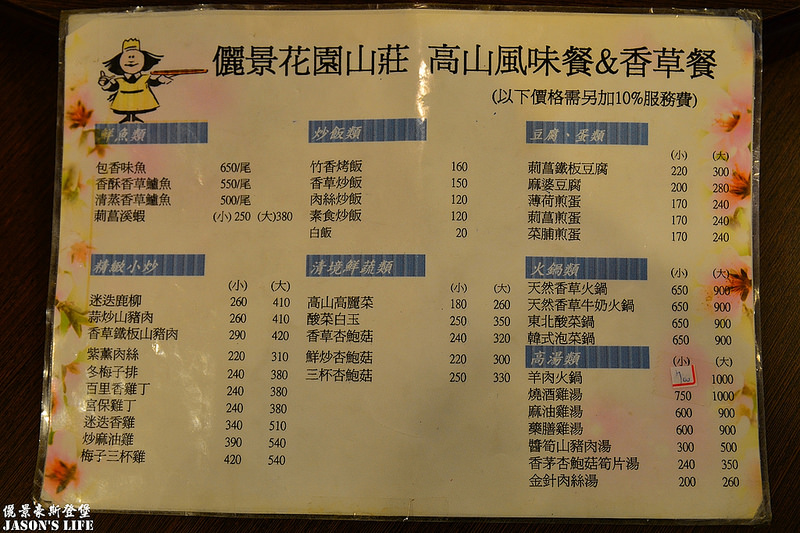 儷景花園山莊 高山風味餐&香草餐
(以下價格需另加10%服務費)
鮮魚類
包香味魚 650/尾
香酥香草鱸魚 550/尾
清蒸香草鱸魚 500/尾
萮萵溪蝦 (小) 250 (大)380
炒飯類
竹香烤飯 160
香草炒飯 150
肉絲炒飯 120
素食炒飯 120
白飯 20
豆腐、蛋類
(小) (大)
萮萵鐵板豆腐 220 300
麻婆豆腐 200 280
薄荷煎蛋 170 240
萮萵煎蛋 170 240
菜脯煎蛋 170 240
精緻小炒
(小) (大)
迷迭鹿柳 260 410
蒜炒山豬肉 260 410
香草鐵板山豬肉 290 420
紫薰肉絲 220 310
冬梅子排 240 380
百里香雞丁 240 380
宮保雞丁 240 380
迷迭香雞 340 510
炒麻油雞 390 540
梅子三杯雞 420 540
清境鮮蔬類
(小) (大)
高山高麗菜 180 260
酸菜白玉 250 350
香草杏鮑菇 240 320
鮮炒杏鮑菇 220 300
三杯杏鮑菇 250 330
火鍋類
(小) (大)
天然香草火鍋 650 900
天然香草牛奶火鍋 650 900
東北酸菜鍋 650 900
韓式泡菜鍋 650 900
高湯類
(小) (大)
羊肉火鍋 1000
燒酒雞湯 750 1000
麻油雞湯 600 900
藥膳雞湯 600 900
醬筍山豬肉湯 300 500
香茅杏鮑菇筍片湯 240 350
金針肉絲湯 200 260
儷景豪斯登堡
JASON'S LIFE